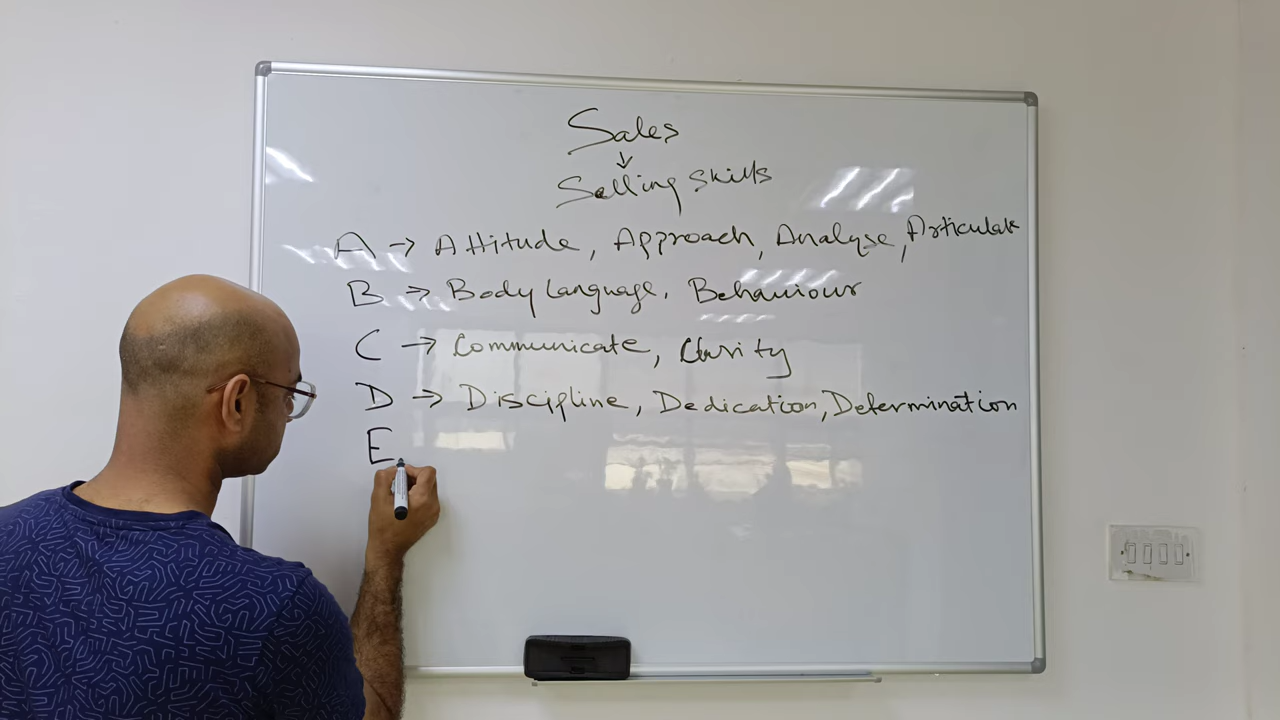 Sales
↓
Selling Skills
A → Attitude, Approach, Analyse, Articulate
B → Body Language, Behaviour
C → Communicate, Clarity
D → Discipline, Dedication, Determination
E